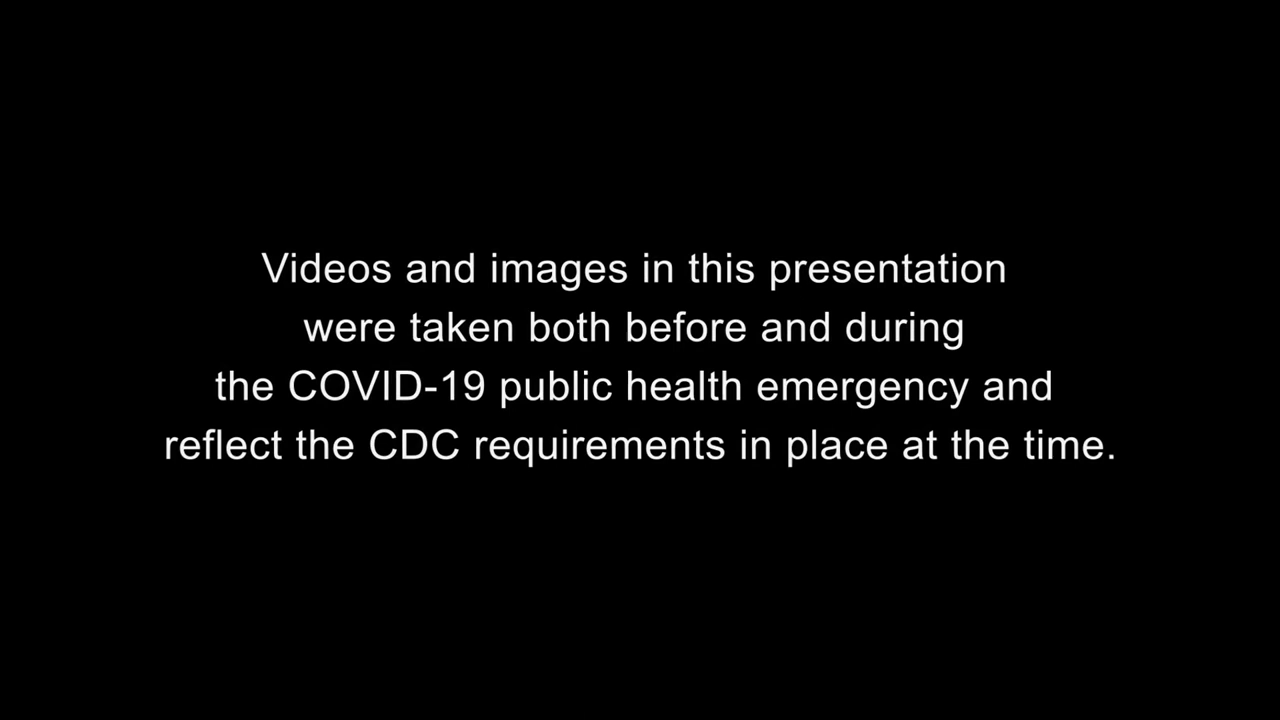 Videos and images in this presentation
were taken both before and during
the COVID-19 public health emergency and
reflect the CDC requirements in place at the time.